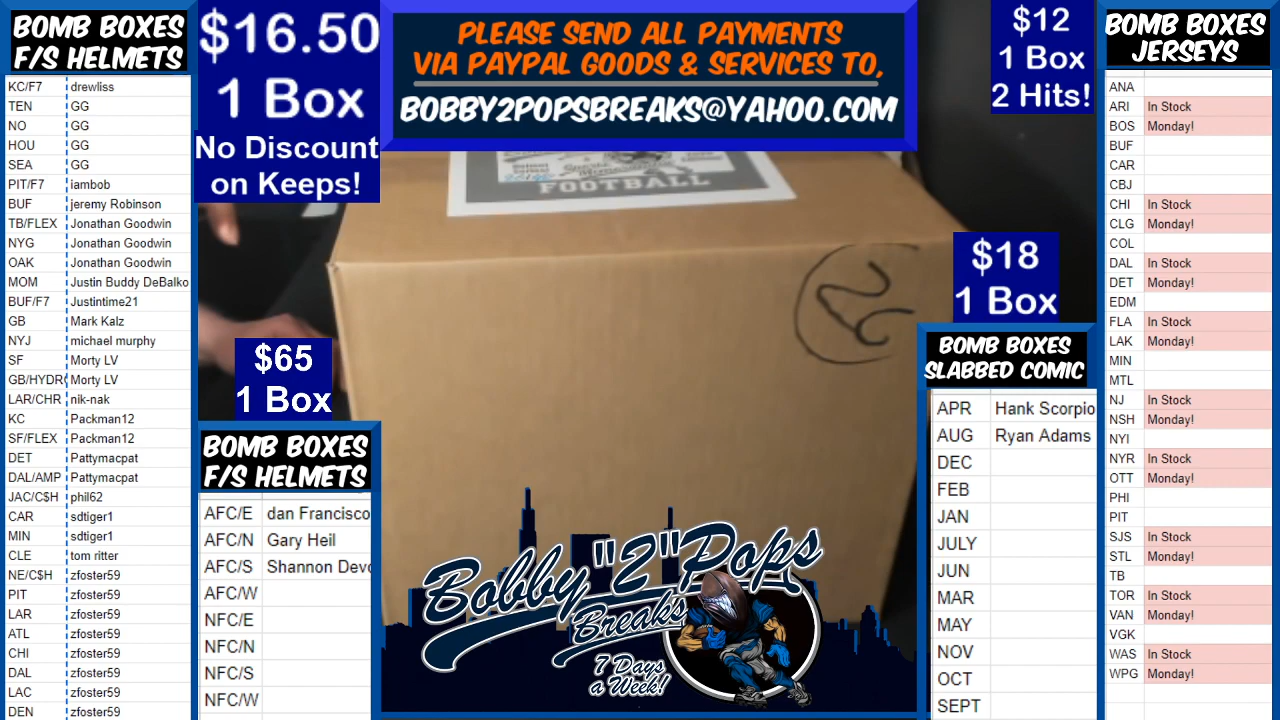 BOMB BOXES
F/S HELMETS
KC/F7 drewliss
TEN GG
NO GG
HOU GG
SEA GG
PIT/F7 iambob
BUF jeremy Robinson
TB/FLEX Jonathan Goodwin
NYG Jonathan Goodwin
OAK Jonathan Goodwin
MOM Justin Buddy DeBalko
BUF/F7 Justintime21
GB Mark Kalz
NYJ michael murphy
SF Morty LV
GB/HYDR Morty LV
LAR/CHR nik-nak
KC Packman12
SF/FLEX Packman12
DET Pattymacpat
DAL/AMP Pattymacpat
JAC/C$H phil62
CAR sdtiger1
MIN sdtiger1
CLE tom ritter
NE/C$H zfoster59
PIT zfoster59
LAR zfoster59
ATL zfoster59
CHI zfoster59
DAL zfoster59
LAC zfoster59
DEN zfoster59
$16.50
1 Box
No Discount
on Keeps!
PLEASE SEND ALL PAYMENTS
VIA PAYPAL GOODS & SERVICES TO,
BOBBY2POPSBREAKS@YAHOO.COM
FOOTBALL
$65
1 Box
BOMB BOXES
F/S HELMETS
AFC/E dan Francisco
AFC/N Gary Heil
AFC/S Shannon Devo
AFC/W
NFC/E
NFC/N
NFC/S
NFC/W
Bobby "2" Pops
Breaks
7 Days
a Week!
$12
1 Box
2 Hits!
$18
1 Box
BOMB BOXES
SLABBED COMIC
APR Hank Scorpio
AUG Ryan Adams
DEC
FEB
JAN
JULY
JUN
MAR
MAY
NOV
OCT
SEPT
BOMB BOXES
JERSEYS
ANA
ARI In Stock
BOS Monday!
BUF
CAR
CBJ
CHI In Stock
CLG Monday!
COL
DAL In Stock
DET Monday!
EDM
FLA In Stock
LAK Monday!
MIN
MTL
NJ In Stock
NSH Monday!
NYI
NYR In Stock
OTT Monday!
PHI
PIT
SJS In Stock
STL Monday!
TB
TOR In Stock
VAN Monday!
VGK
WAS In Stock
WPG Monday!